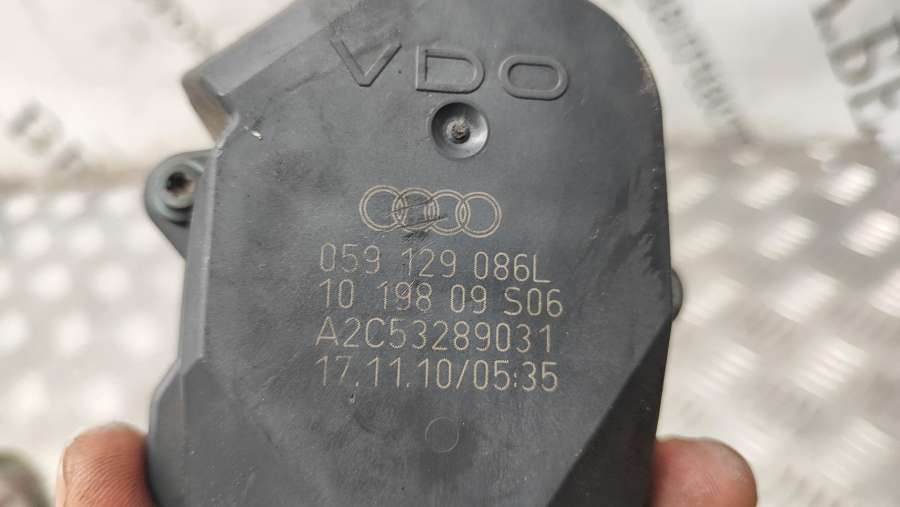 VDO
059 129 086L
10 198 09 S06
A2C53289031
17.11.10/05:35